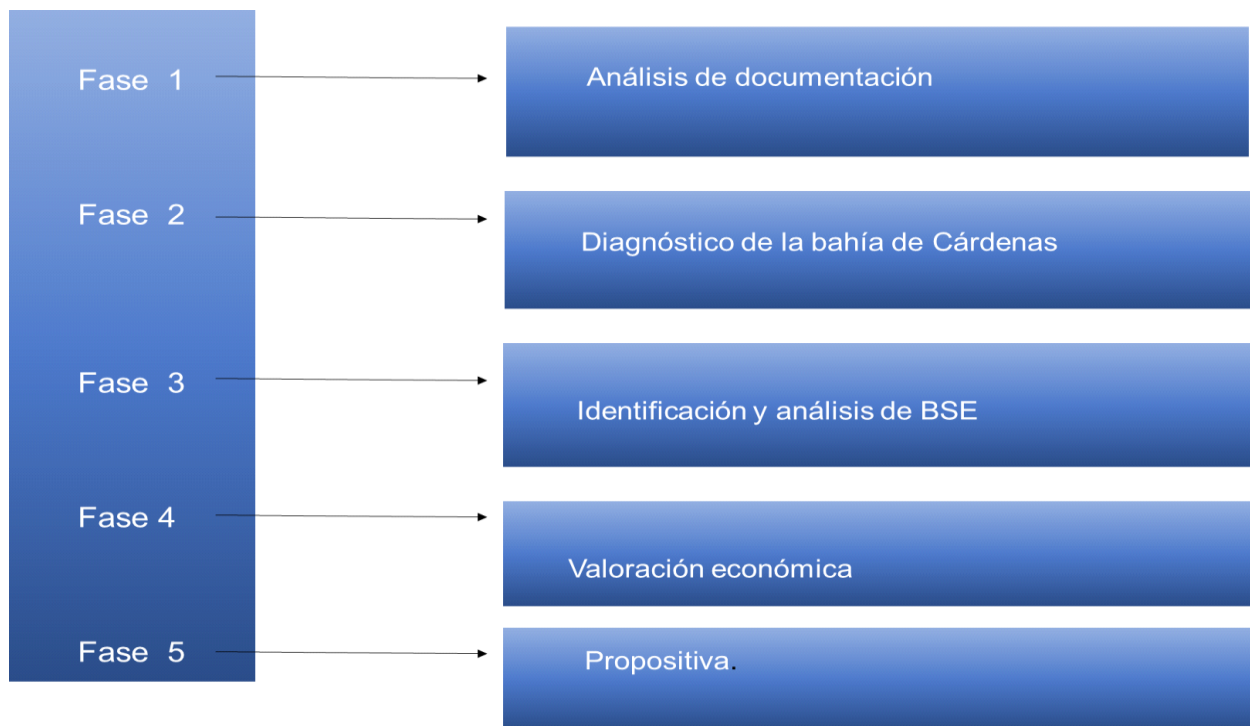 Fase 1
Análisis de documentación
Fase 2
Diagnóstico de la bahía de Cárdenas
Fase 3
Identificación y análisis de BSE
Fase 4
Valoración económica
Fase 5
Propositiva.